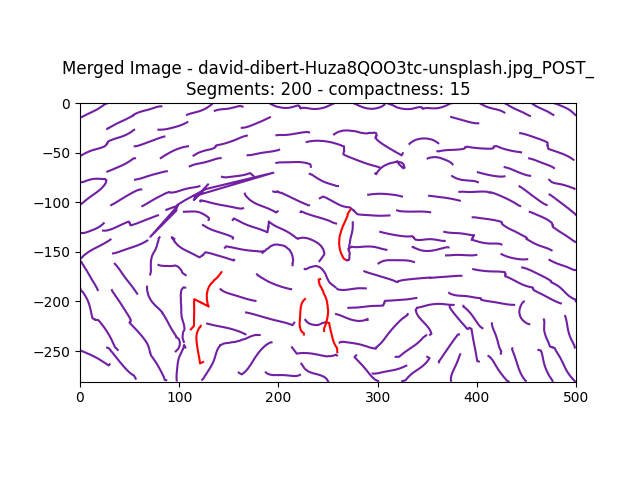 Merged Image - david-dibert-Huza8QOO3tc-unsplash.jpg_POST_
Segments: 200 - compactness: 15
0
−50
−100
−150
−200
−250
0 100 200 300 400 500